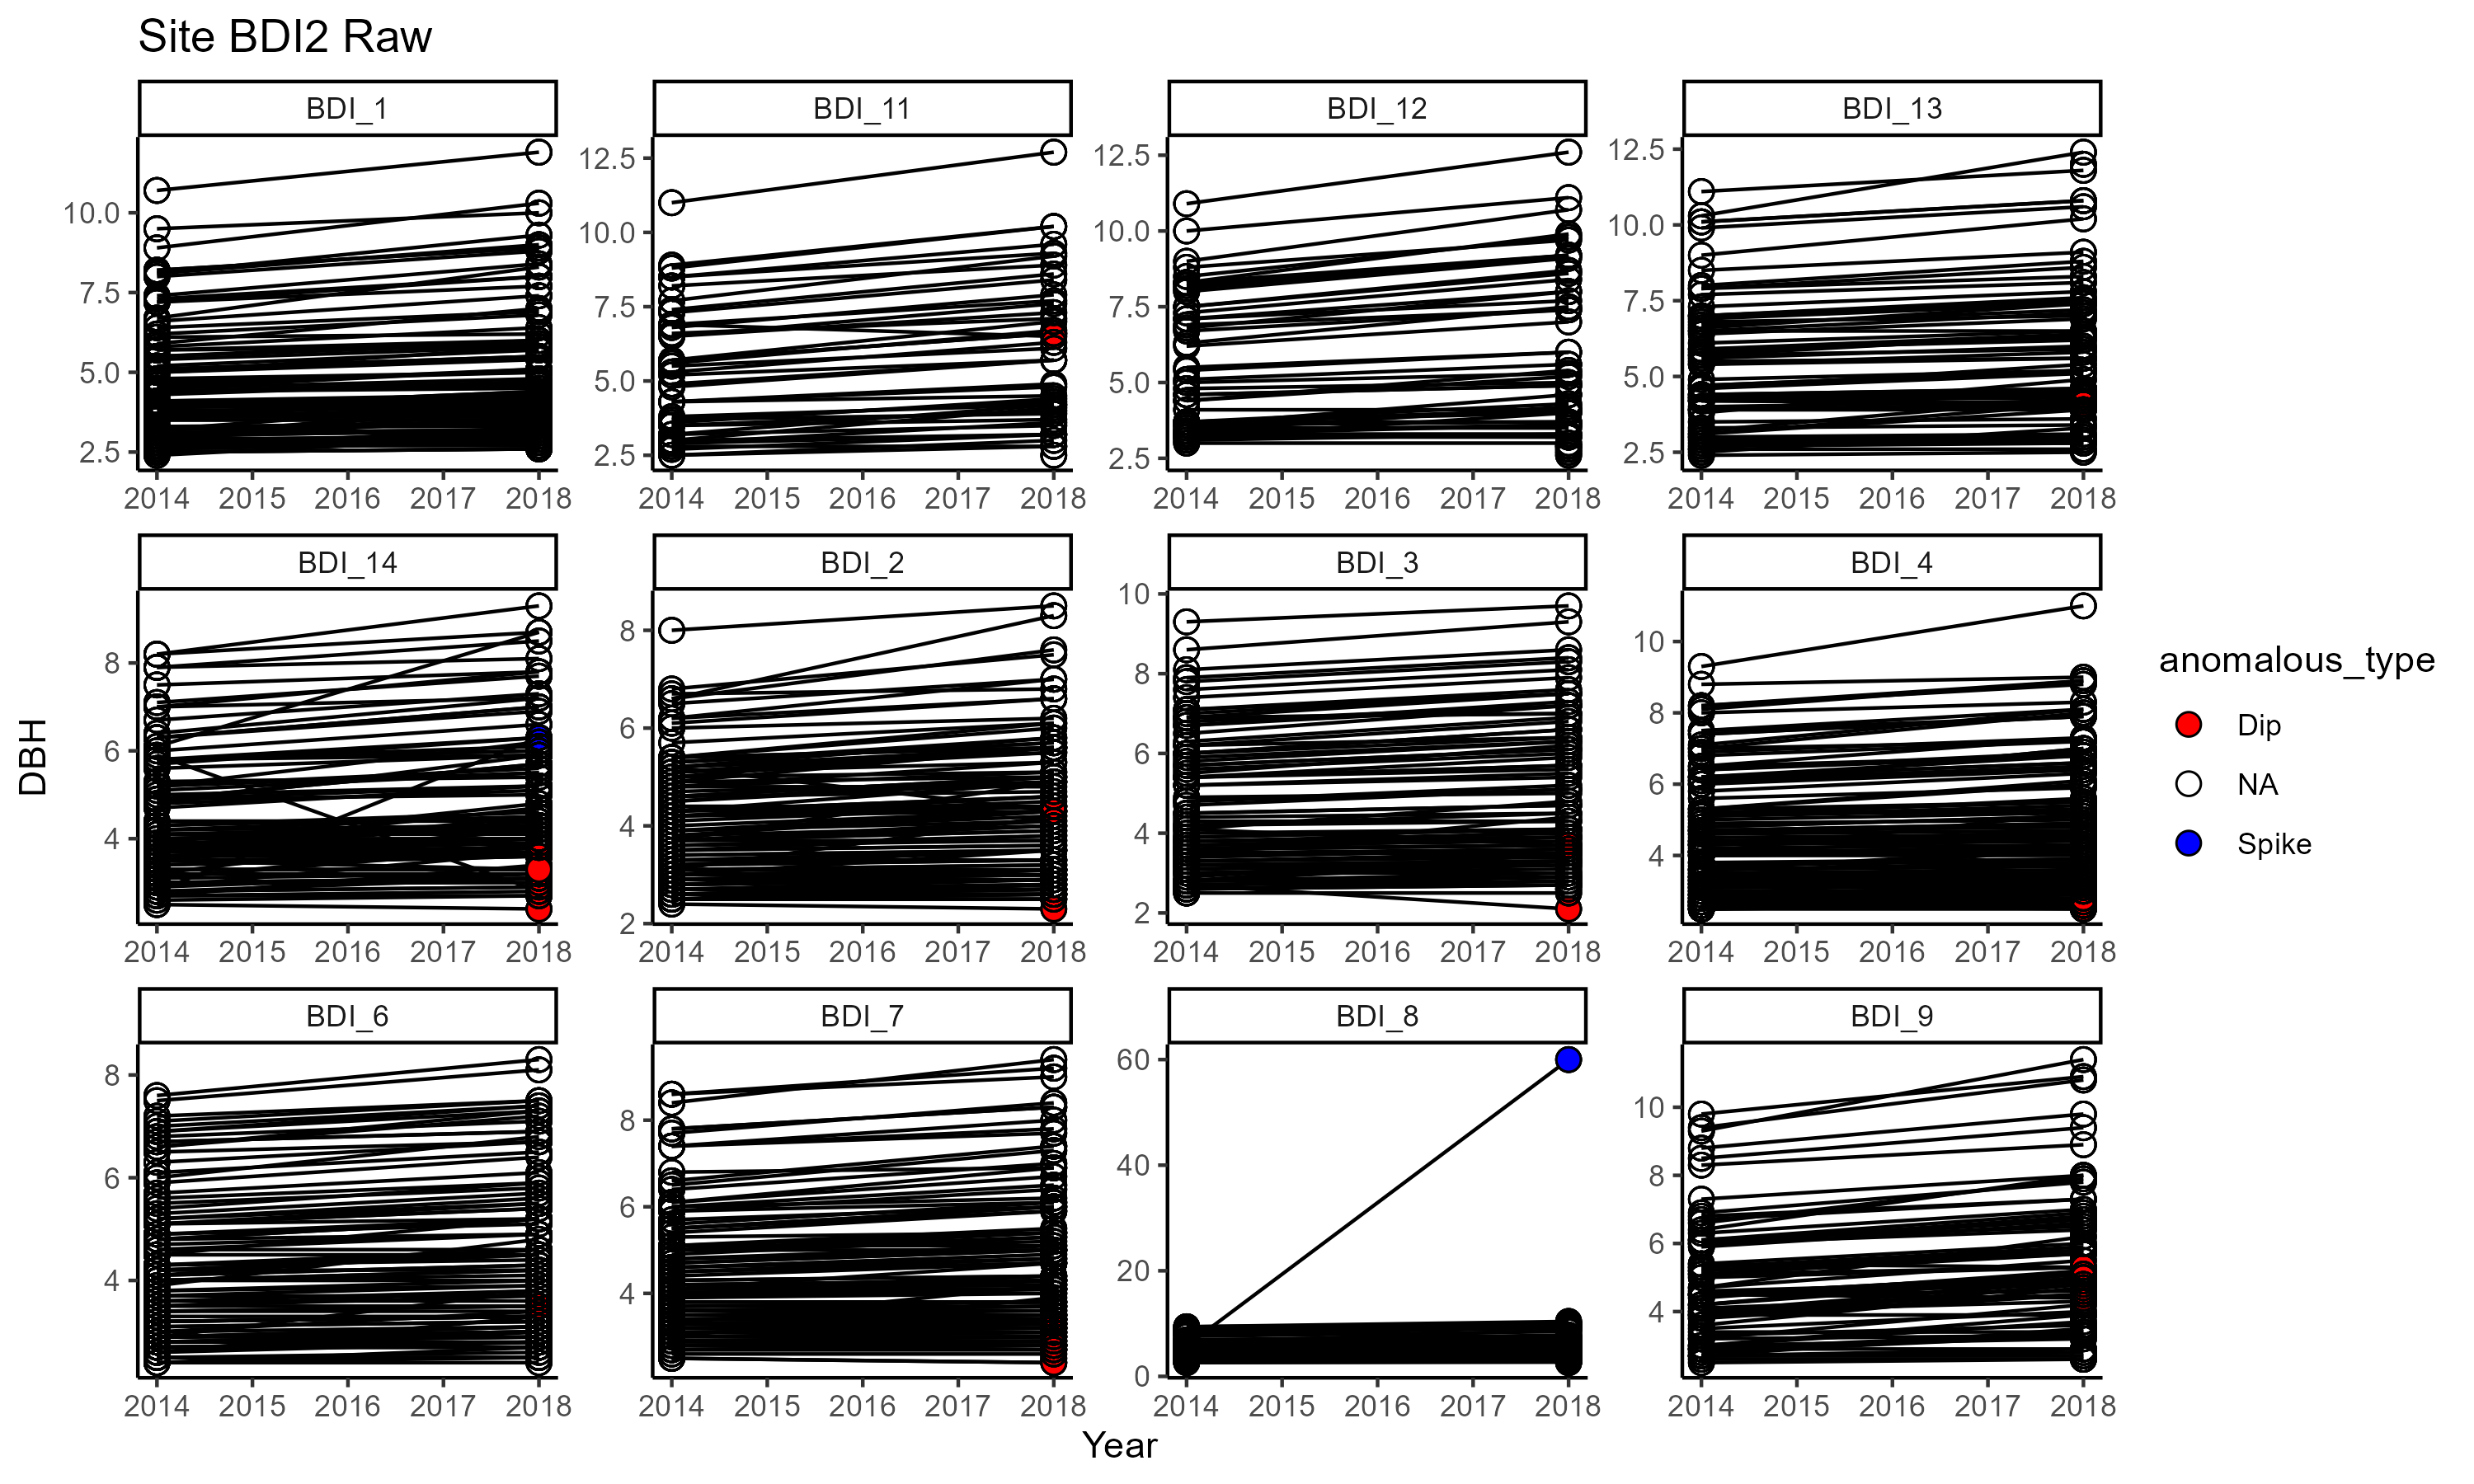 Site BDI2 Raw
BDI_1 BDI_11 BDI_12 BDI_13
10.0 12.5 12.5 12.5
7.5 10.0 10.0 10.0
5.0 7.5 7.5 7.5
2.5 5.0 5.0 5.0
2.5 2.5 2.5
2014 2015 2016 2017 2018 2014 2015 2016 2017 2018 2014 2015 2016 2017 2018 2014 2015 2016 2017 2018
BDI_14 BDI_2 BDI_3 BDI_4
8 8 10 10
6 6 8 8
4 4 6 6
2 4 4
2
2014 2015 2016 2017 2018 2014 2015 2016 2017 2018 2014 2015 2016 2017 2018 2014 2015 2016 2017 2018
BDI_6 BDI_7 BDI_8 BDI_9
8 8 60 10
6 6 40 8
4 4 20 6
0 4
2014 2015 2016 2017 2018 2014 2015 2016 2017 2018 2014 2015 2016 2017 2018 2014 2015 2016 2017 2018
DBH
Year
anomalous_type
Dip
NA
Spike